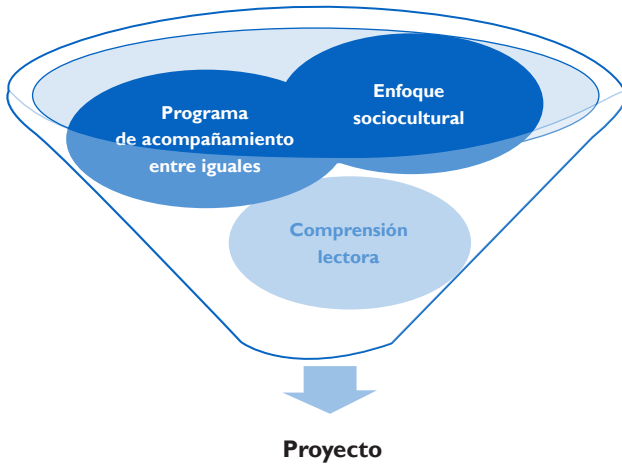 Programa
de acompañamiento
entre iguales
Enfoque
sociocultural
Comprensión
lectora
Proyecto